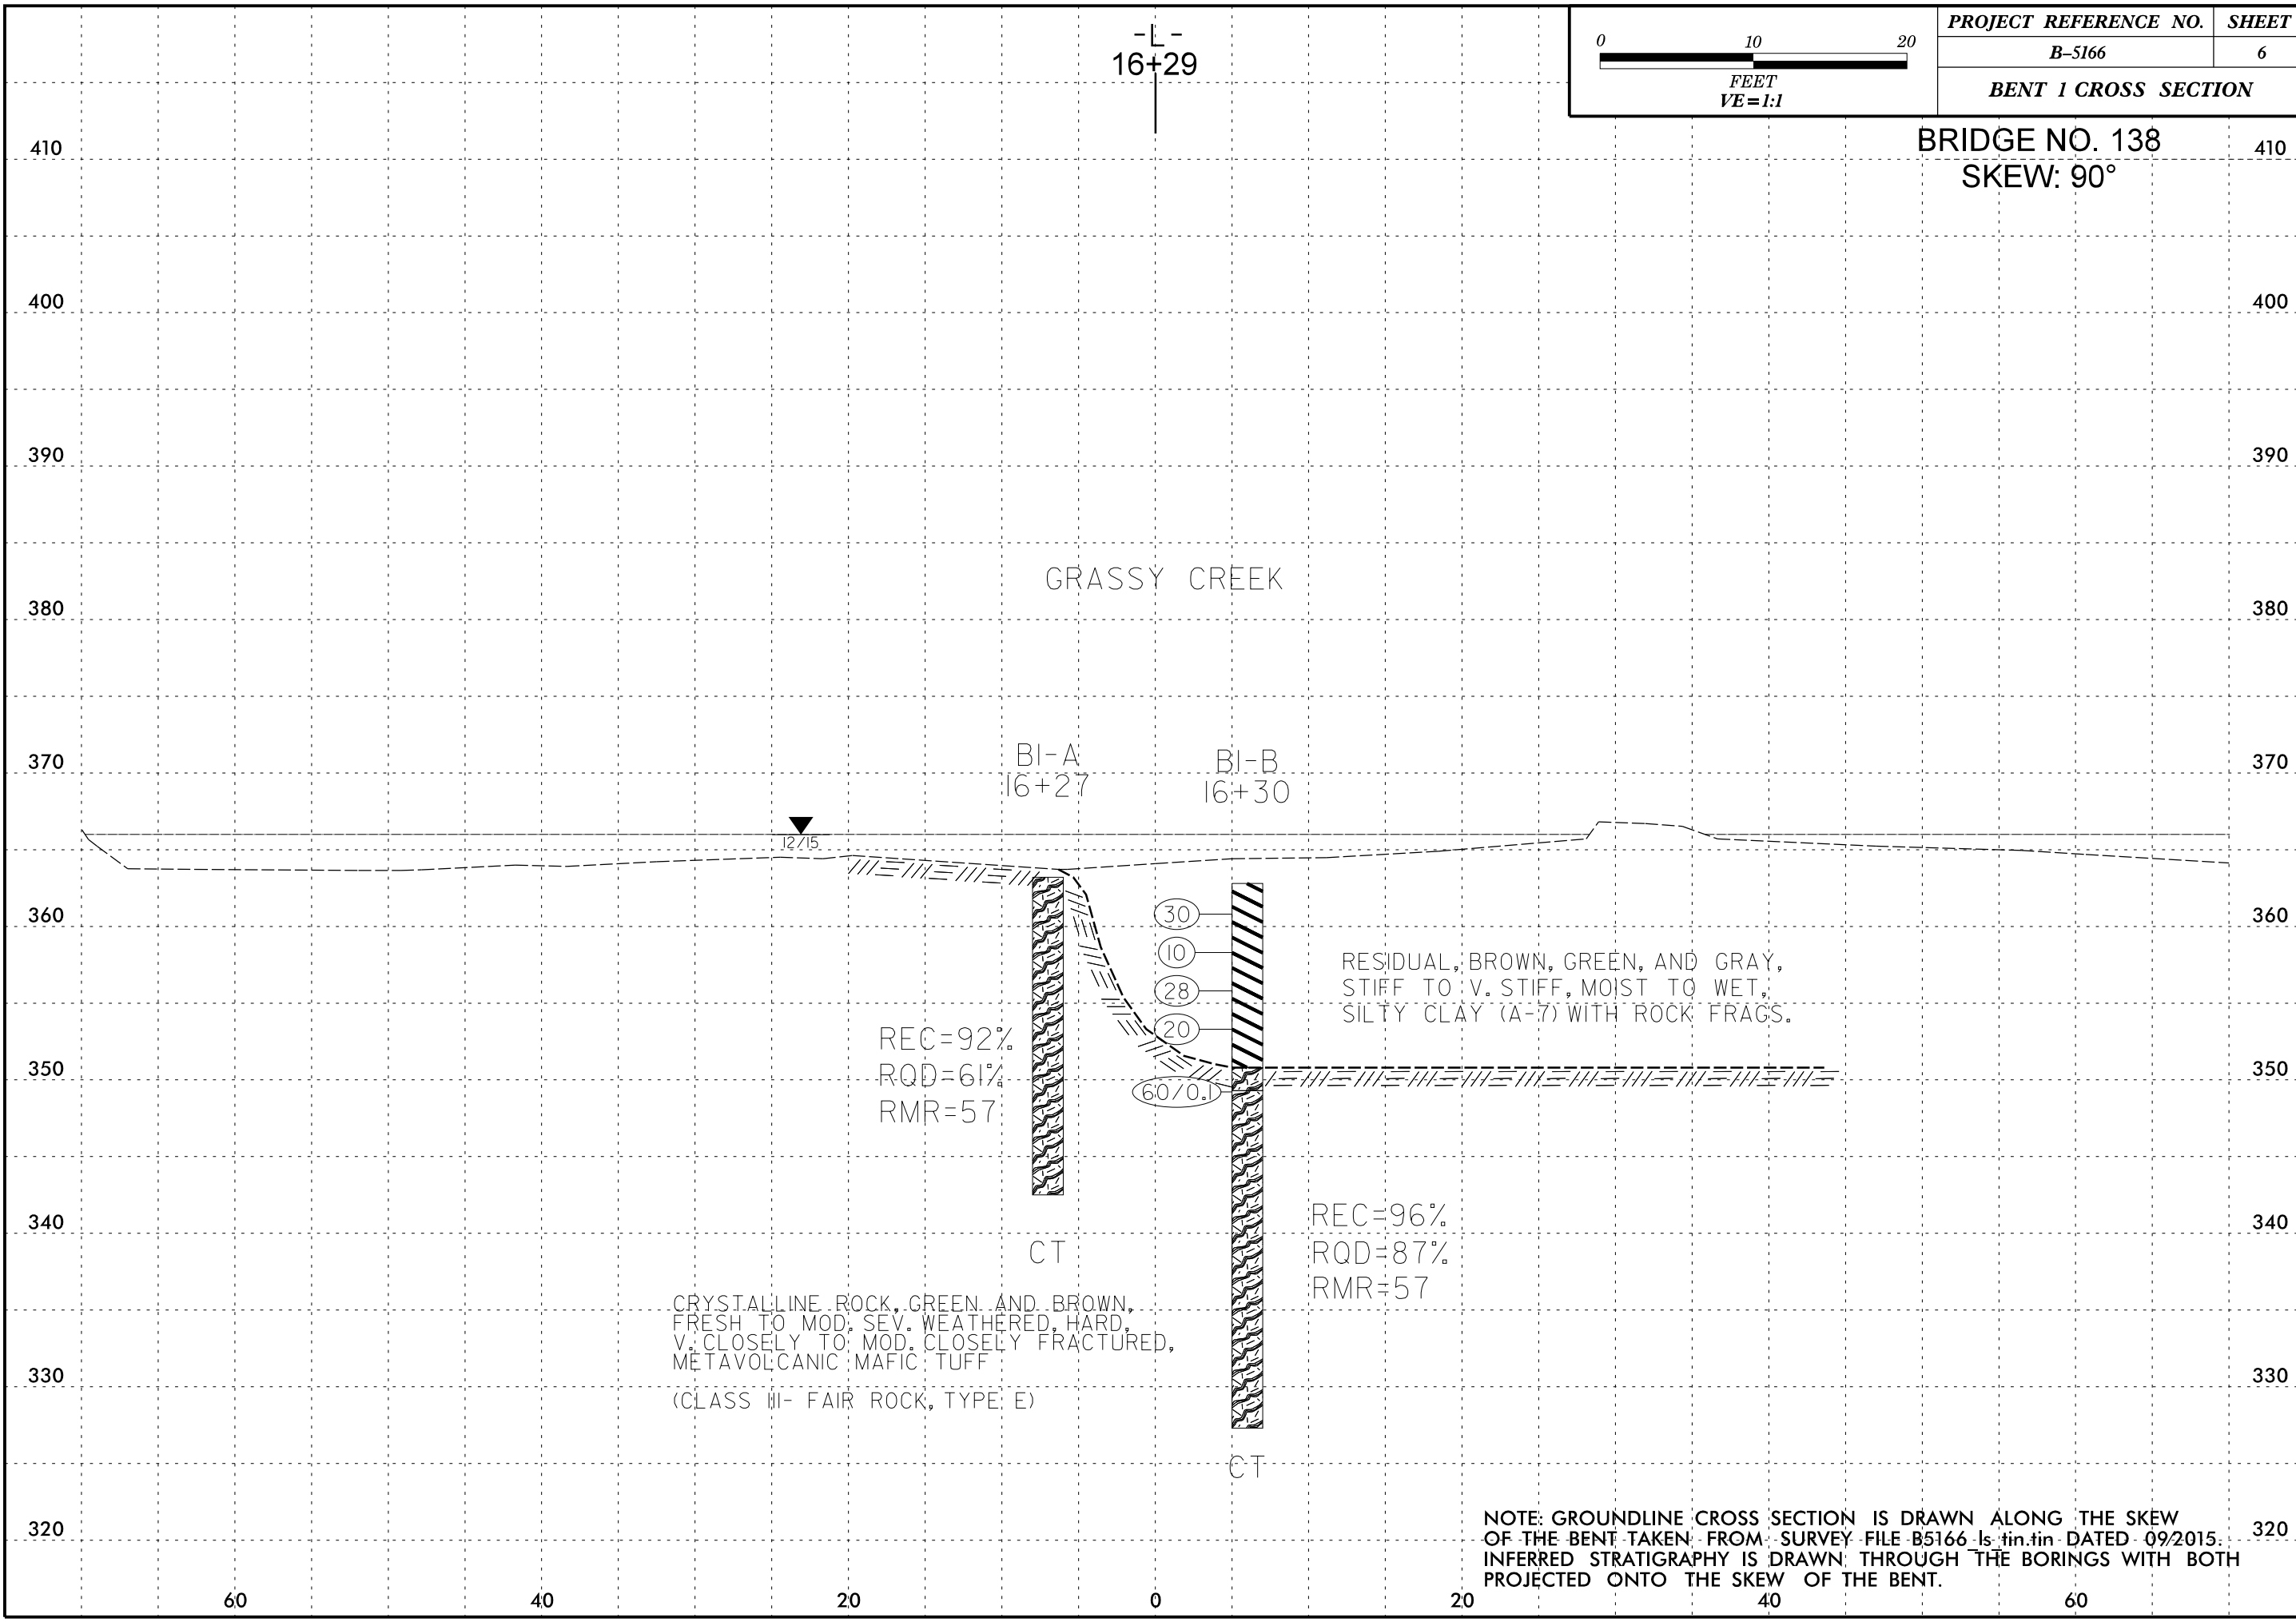 -L-
16+29
0 10 20
FEET
VE=1:1
PROJECT REFERENCE NO. SHEET
B-5166 6
BENT 1 CROSS SECTION
BRIDGE NO. 138
SKEW: 90°
410 410
400 400
390 390
GRASSY CREEK
380 380
370 370
B1-A
16+27
B1-B
16+30
12/15
360 360
30
10
28
20
60/0.1
RESIDUAL, BROWN, GREEN, AND GRAY,
STIFF TO V. STIFF, MOIST TO WET,
SILTY CLAY (A-7) WITH ROCK FRAGS.
REC=92%
RQD=61%
RMR=57
350 350
340 340
CT
REC=96%
RQD=87%
RMR=57
CRYSTALLINE ROCK, GREEN AND BROWN,
FRESH TO MOD. SEV. WEATHERED, HARD,
V. CLOSELY TO MOD. CLOSELY FRACTURED,
METAVOLCANIC MAFIC TUFF
(CLASS III- FAIR ROCK, TYPE E)
330 330
CT
320 320
NOTE: GROUNDLINE CROSS SECTION IS DRAWN ALONG THE SKEW
OF THE BENT TAKEN FROM SURVEY FILE B5166_ls_tin.tin DATED 09/2015.
INFERRED STRATIGRAPHY IS DRAWN THROUGH THE BORINGS WITH BOTH
PROJECTED ONTO THE SKEW OF THE BENT.
60 40 20 0 20 40 60